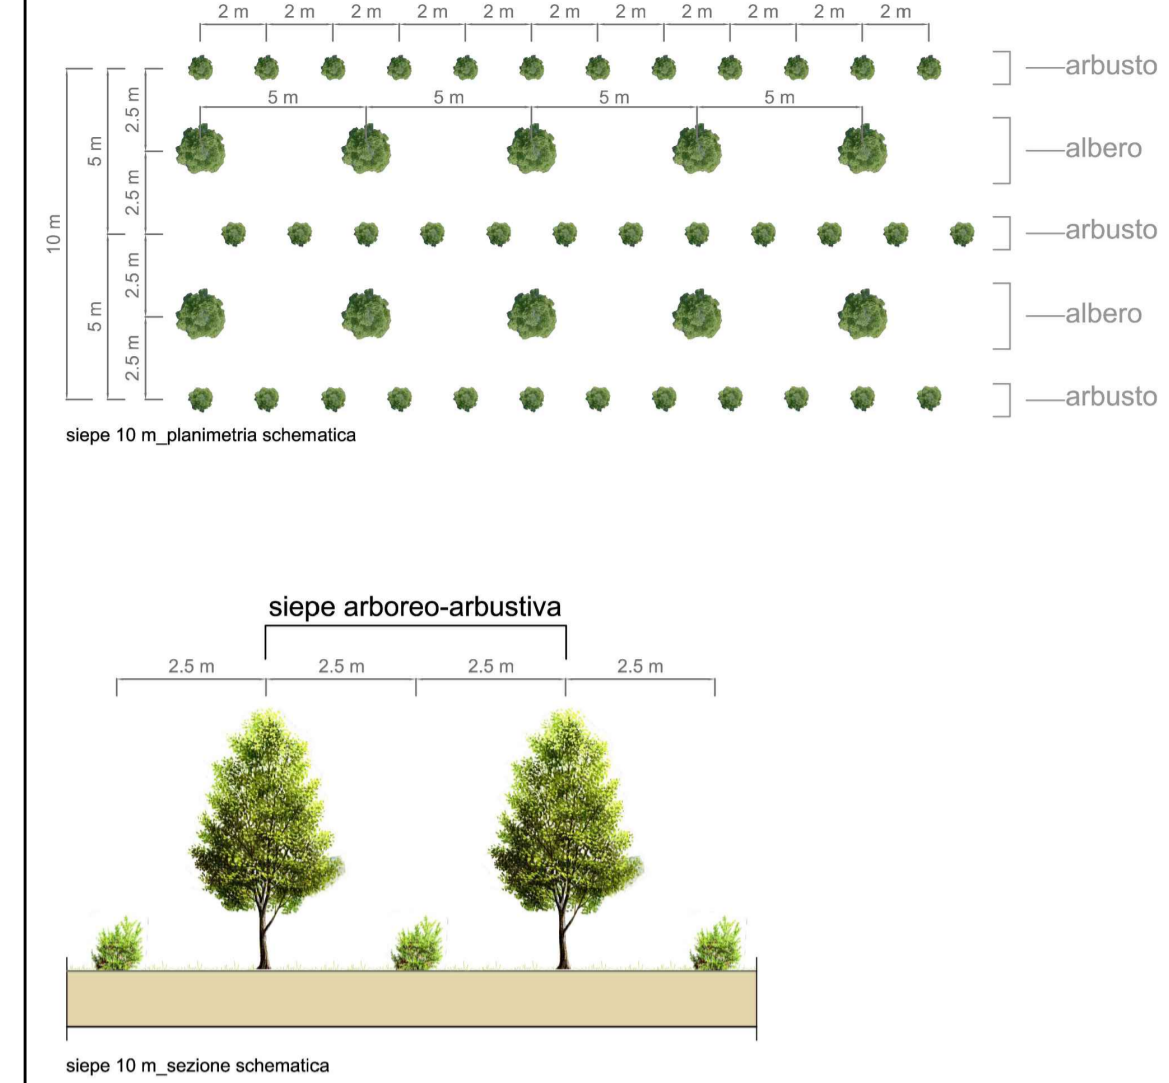 2 m 2 m 2 m 2 m 2 m 2 m 2 m 2 m 2 m 2 m 2 m
arbusto
5 m 5 m 5 m 5 m
albero
arbusto
albero
arbusto
10 m
5 m
5 m
2.5 m
2.5 m
2.5 m
2.5 m
siepe 10 m_planimetria schematica
siepe arboreo-arbustiva
2.5 m 2.5 m 2.5 m 2.5 m
siepe 10 m_sezione schematica